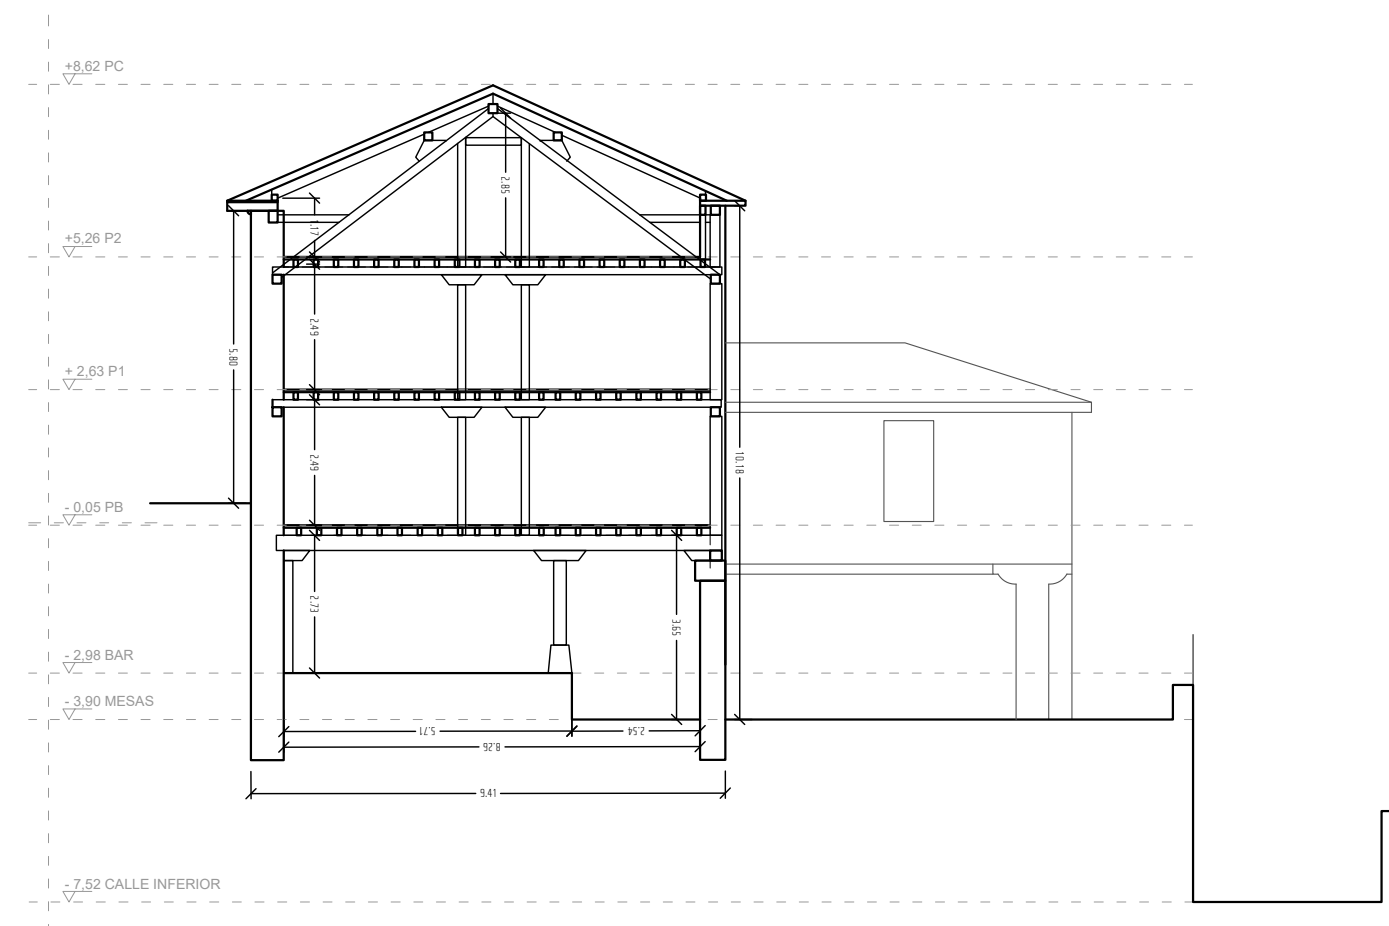 +8,62 PC
2.85
1.17
+5,26 P2
2.49
5.80
+ 2,63 P1
2.49
10.18
- 0,05 PB
2.73
3.65
- 2,98 BAR
- 3,90 MESAS
5.71
2.54
8.26
9.41
- 7,52 CALLE INFERIOR